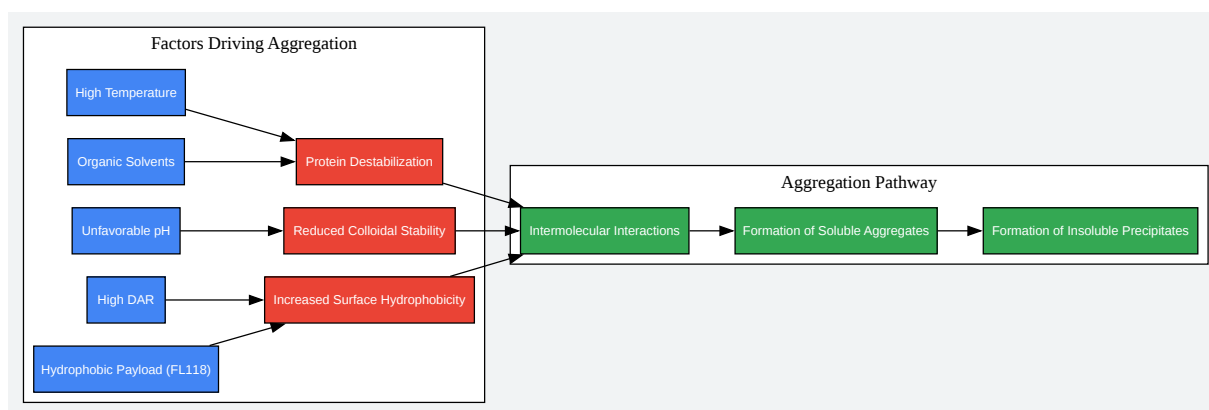 Factors Driving Aggregation
High Temperature
Organic Solvents
Protein Destabilization
Unfavorable pH
Reduced Colloidal Stability
High DAR
Increased Surface Hydrophobicity
Hydrophobic Payload (FL118)
Aggregation Pathway
Intermolecular Interactions
Formation of Soluble Aggregates
Formation of Insoluble Precipitates